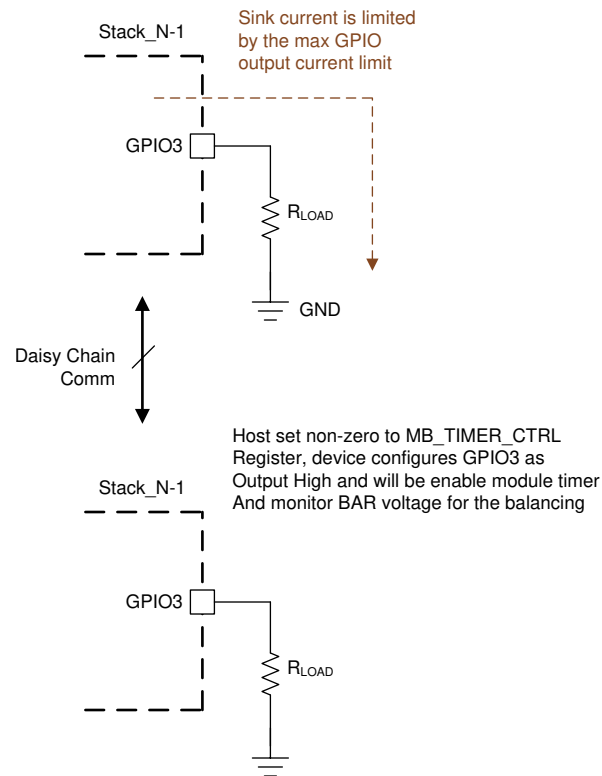 Stack_N-1
Sink current is limited
by the max GPIO
output current limit
GPIO3
RLOAD
GND
Daisy Chain
Comm
Host set non-zero to MB_TIMER_CTRL
Register, device configures GPIO3 as
Output High and will be enable module timer
And monitor BAR voltage for the balancing
Stack_N-1
GPIO3
RLOAD